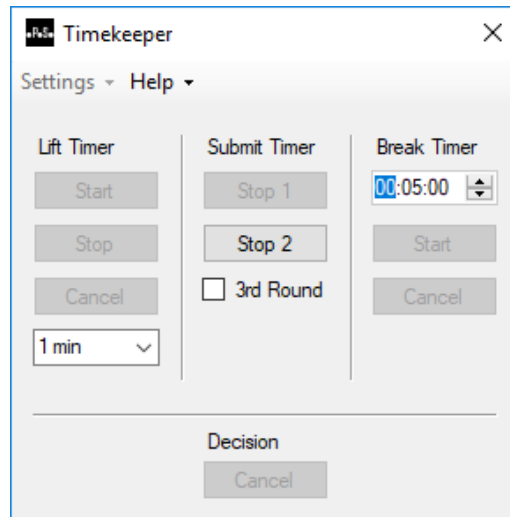 Timekeeper
Settings Help
Lift Timer
Start
Stop
Cancel
1 min
Submit Timer
Stop 1
Stop 2
3rd Round
Break Timer
00:05:00
Start
Cancel
Decision
Cancel